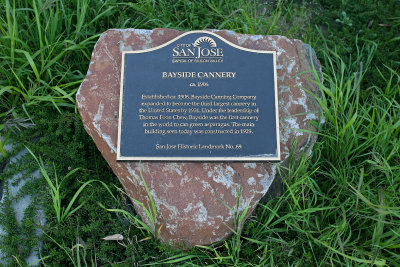 CITY OF
SAN JOSE
CAPITAL OF SILICON VALLEY
BAYSIDE CANNERY
ca. 1906
Established ca. 1906, Bayside Canning Company
expanded to become the third largest cannery in
the United States by 1931. Under the leadership
of Thomas Foon Chew, Bayside was the first cannery
in the world to can green asparagus. The main
building seen today was constructed in 1929.
San Jose Historic Landmark No. 69